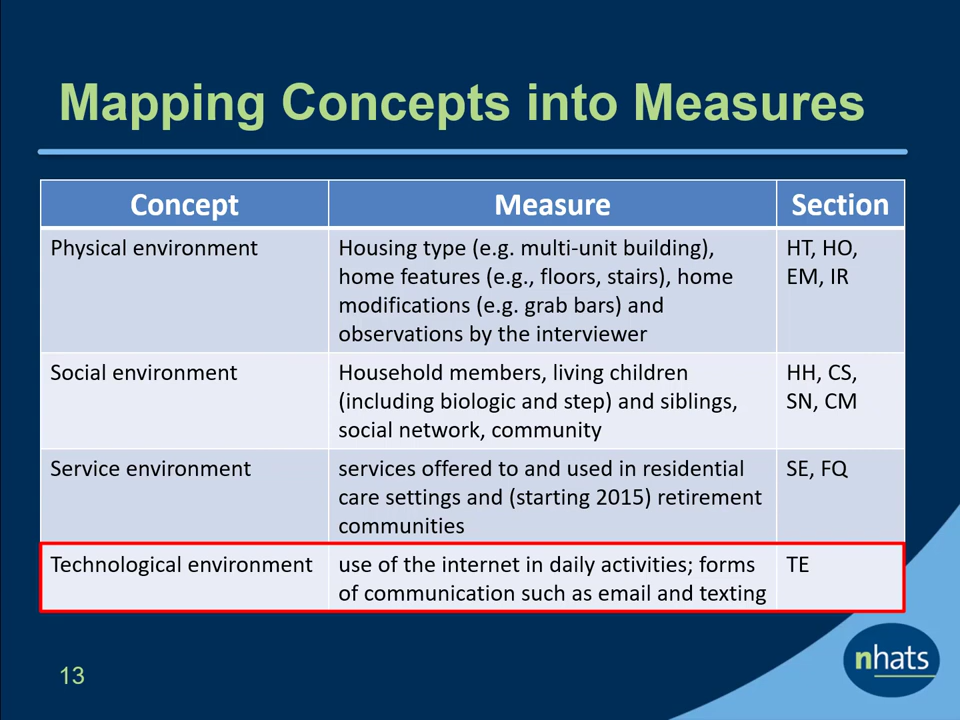 Mapping Concepts into Measures
Concept Measure Section
Physical environment
Housing type (e.g. multi-unit building),
home features (e.g., floors, stairs), home
modifications (e.g. grab bars) and
observations by the interviewer
HT, HO,
EM, IR
Social environment
Household members, living children
(including biologic and step) and siblings,
social network, community
HH, CS,
SN, CM
Service environment
services offered to and used in residential
care settings and (starting 2015) retirement
communities
SE, FQ
Technological environment
use of the internet in daily activities; forms
of communication such as email and texting
TE
13
nhats